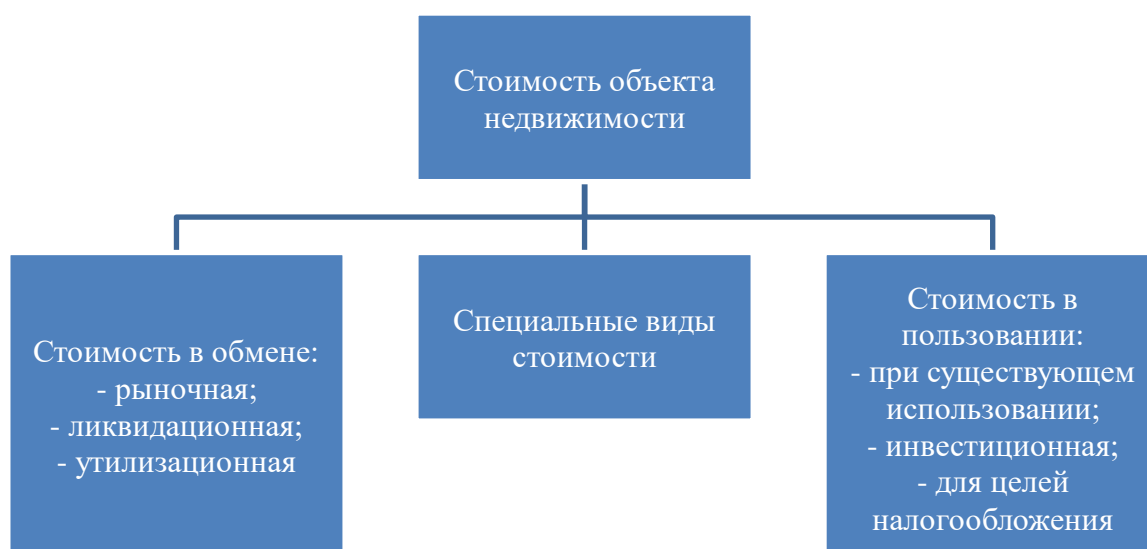 Стоимость объекта
недвижимости
Стоимость в обмене:
- рыночная;
- ликвидационная;
- утилизационная
Специальные виды
стоимости
Стоимость в
пользовании:
- при существующем
использовании;
- инвестиционная;
- для целей
налогообложения